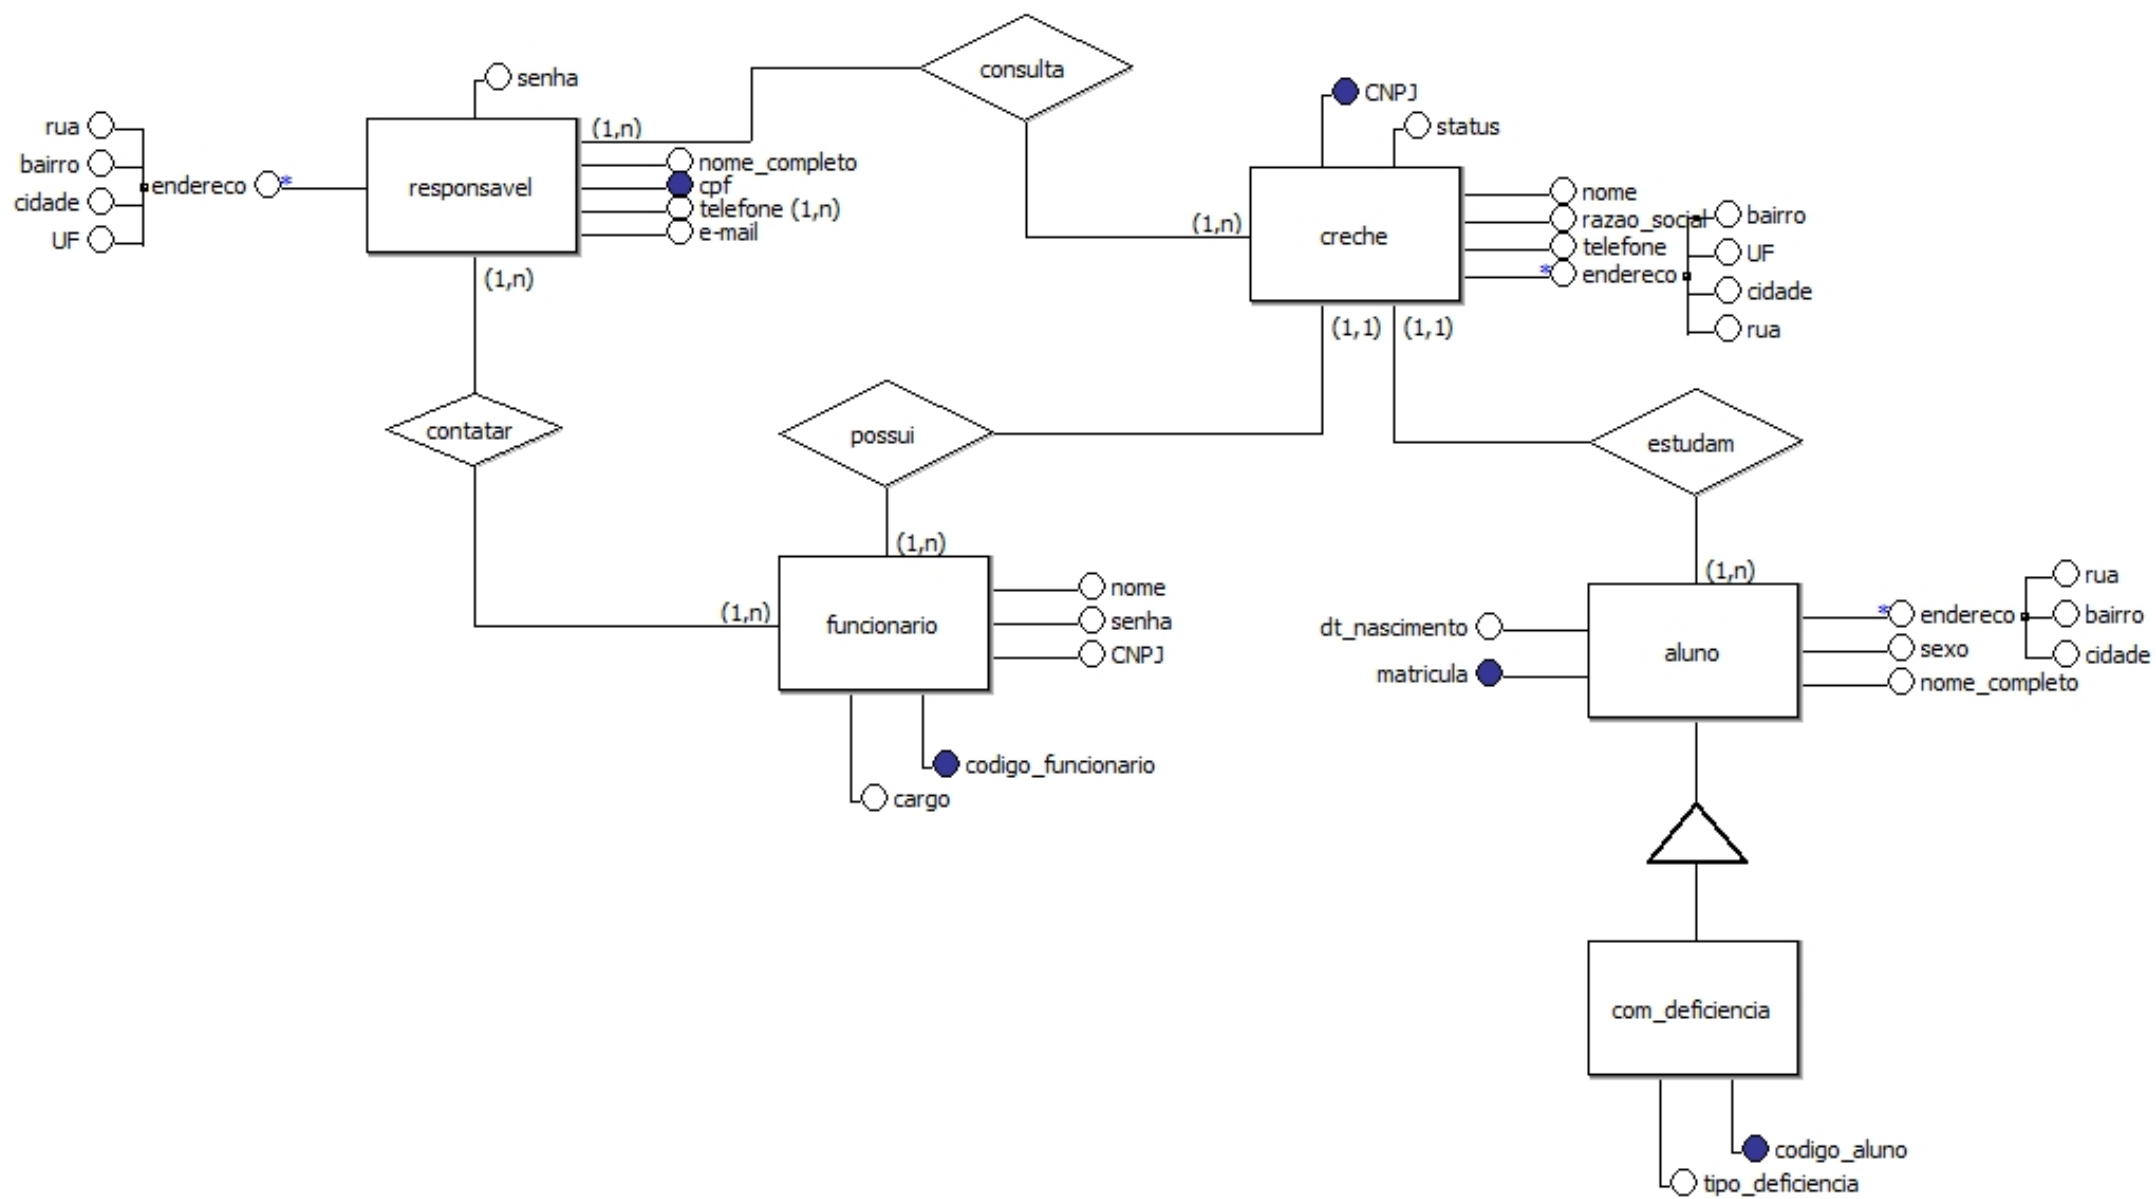 consulta
senha
CNPJ
status
rua
bairro
cidade
UF
endereco *
responsavel
(1,n)
nome_completo
cpf
telefone (1,n)
e-mail
(1,n)
(1,n)
creche
nome
razao_social
telefone
* endereco
bairro
UF
cidade
rua
(1,1) (1,1)
contatar
possui
estudam
(1,n)
(1,n)
(1,n)
funcionario
nome
senha
CNPJ
codigo_funcionario
cargo
dt_nascimento
matricula
aluno
* endereco
sexo
nome_completo
rua
bairro
cidade
com_deficiencia
codigo_aluno
tipo_deficiencia